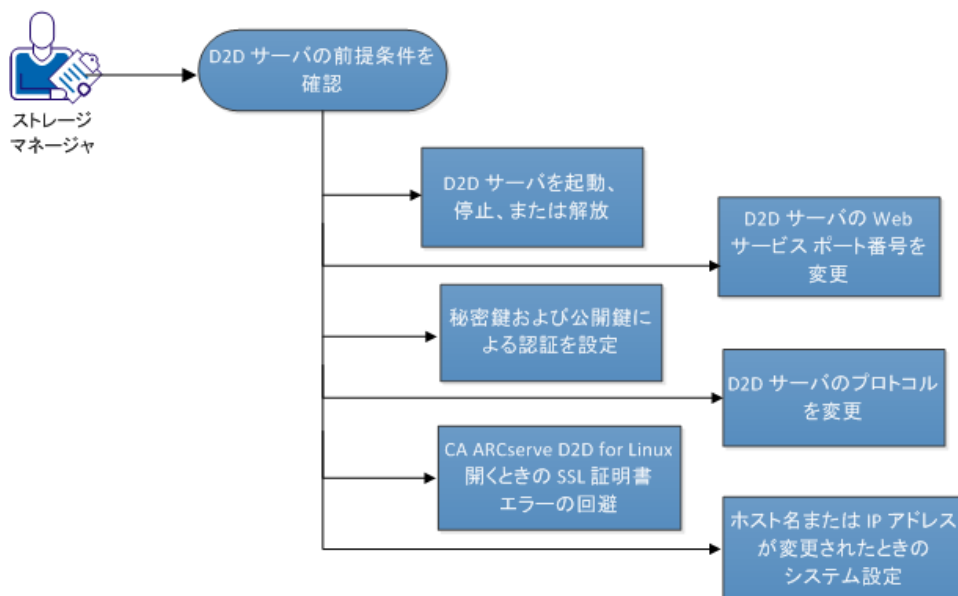 ストレージ
マネージャ
D2D サーバの前提条件を
確認
D2D サーバを起動、
停止、または解放
D2D サーバの Web
サービス ポート番号を
変更
秘密鍵および公開鍵に
よる認証を設定
D2D サーバのプロトコル
を変更
CA ARCserve D2D for Linux
開くときの SSL 証明書
エラーの回避
ホスト名または IP アドレス
が変更されたときの
システム設定